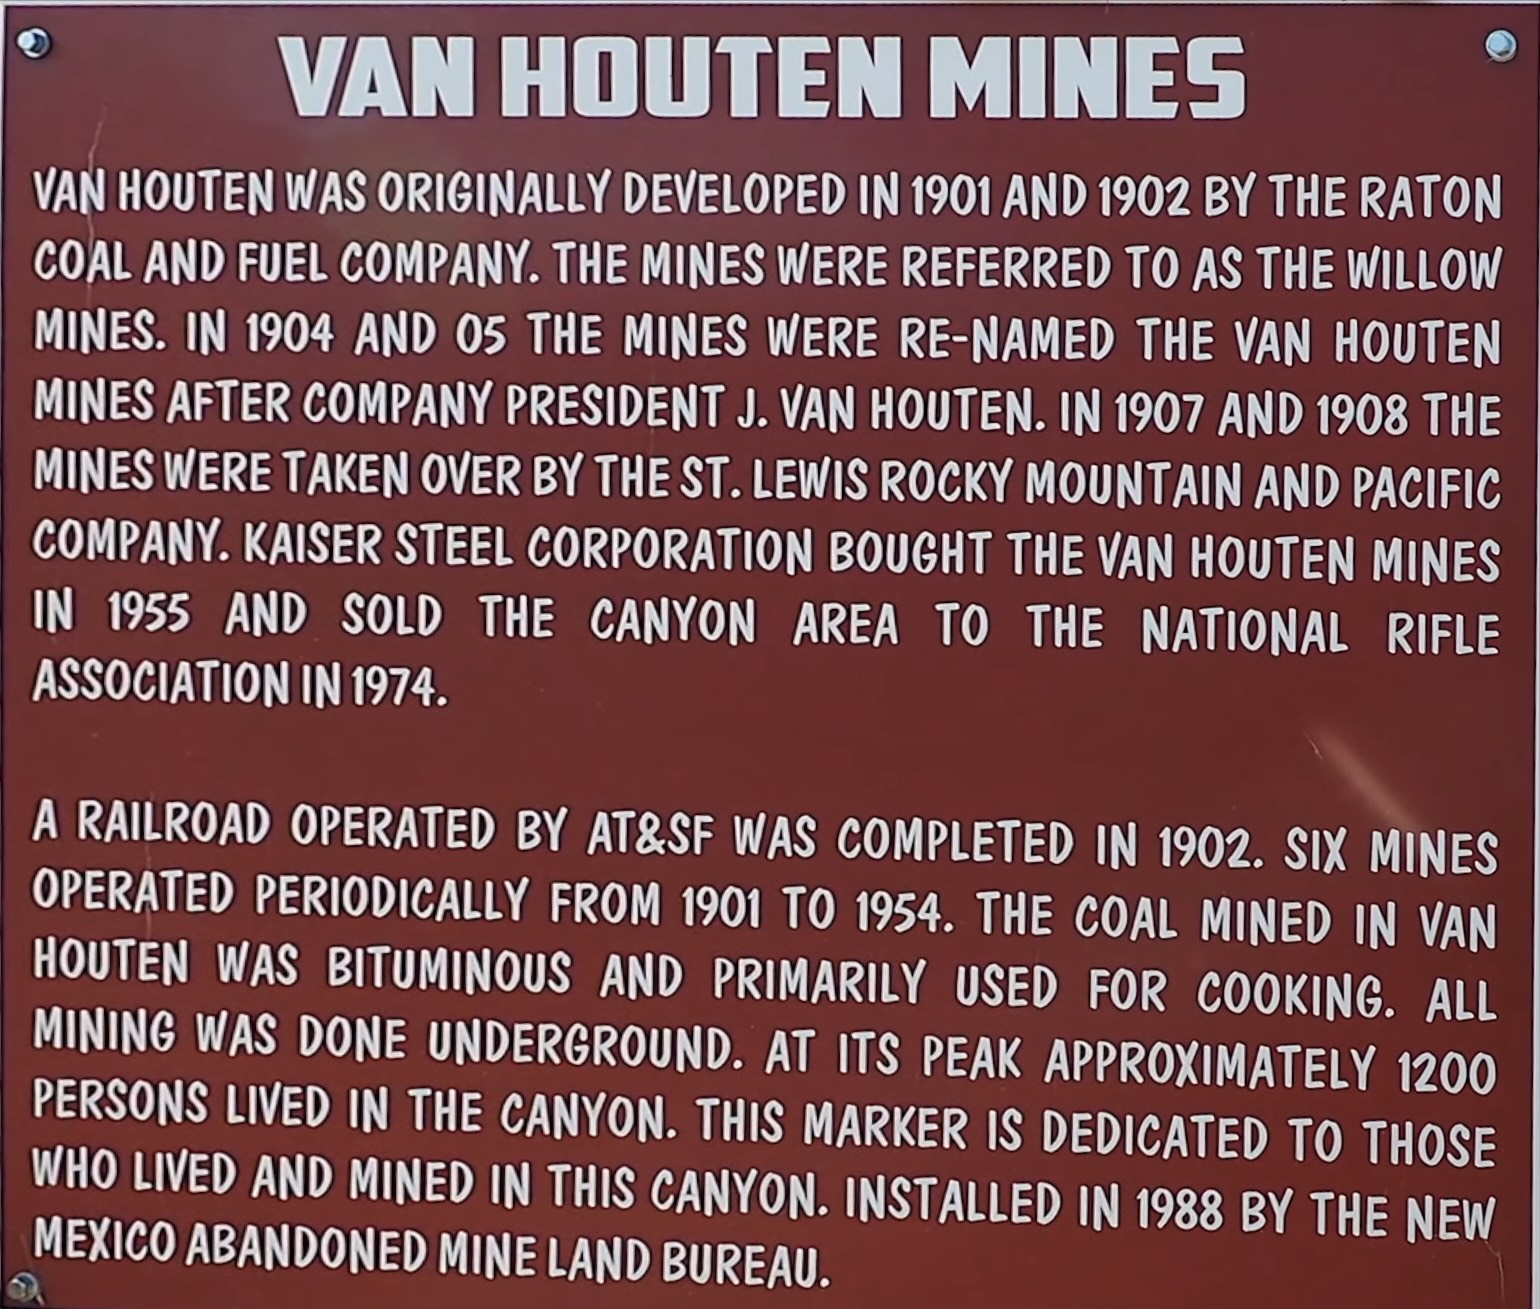 VAN HOUTEN MINES
VAN HOUTEN WAS ORIGINALLY DEVELOPED IN 1901 AND 1902 BY THE RATON
COAL AND FUEL COMPANY. THE MINES WERE REFERRED TO AS THE WILLOW
MINES. IN 1904 AND 05 THE MINES WERE RE-NAMED THE VAN HOUTEN
MINES AFTER COMPANY PRESIDENT J. VAN HOUTEN. IN 1907 AND 1908 THE
MINES WERE TAKEN OVER BY THE ST. LEWIS ROCKY MOUNTAIN AND PACIFIC
COMPANY. KAISER STEEL CORPORATION BOUGHT THE VAN HOUTEN MINES
IN 1955 AND SOLD THE CANYON AREA TO THE NATIONAL RIFLE
ASSOCIATION IN 1974.
A RAILROAD OPERATED BY AT&SF WAS COMPLETED IN 1902. SIX MINES
OPERATED PERIODICALLY FROM 1901 TO 1954. THE COAL MINED IN VAN
HOUTEN WAS BITUMINOUS AND PRIMARILY USED FOR COOKING. ALL
MINING WAS DONE UNDERGROUND. AT ITS PEAK APPROXIMATELY 1200
PERSONS LIVED IN THE CANYON. THIS MARKER IS DEDICATED TO THOSE
WHO LIVED AND MINED IN THIS CANYON. INSTALLED IN 1988 BY THE NEW
MEXICO ABANDONED MINE LAND BUREAU.